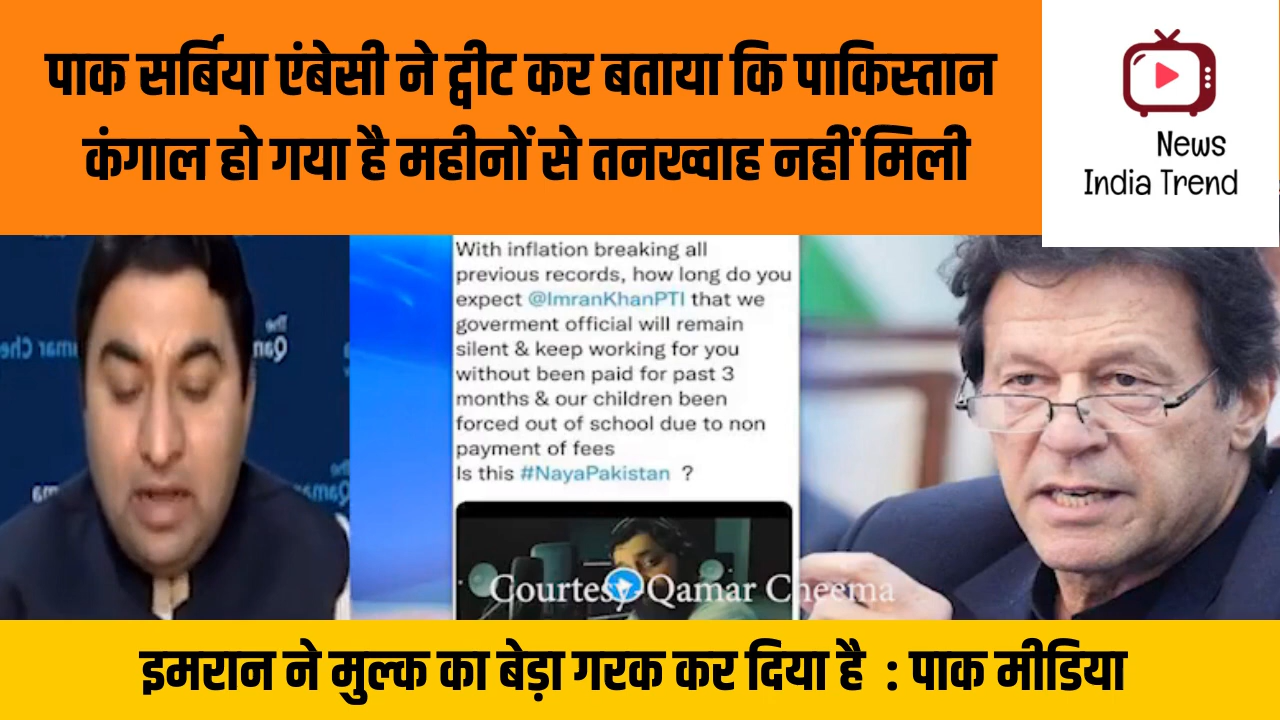 पाक सर्बिया एंबेसी ने ट्वीट कर बताया कि पाकिस्तान
कंगाल हो गया है महीनों से तनख्वाह नहीं मिली
News
India Trend
With inflation breaking all
previous records, how long do you
expect @ImranKhanPTI that we
goverment official will remain
silent & keep working for you
without been paid for past 3
months & our children been
forced out of school due to non
payment of fees
Is this #NayaPakistan ?
Courtesy-Qamar Cheema
इमरान ने मुल्क का बेड़ा गरक कर दिया है : पाक मीडिया